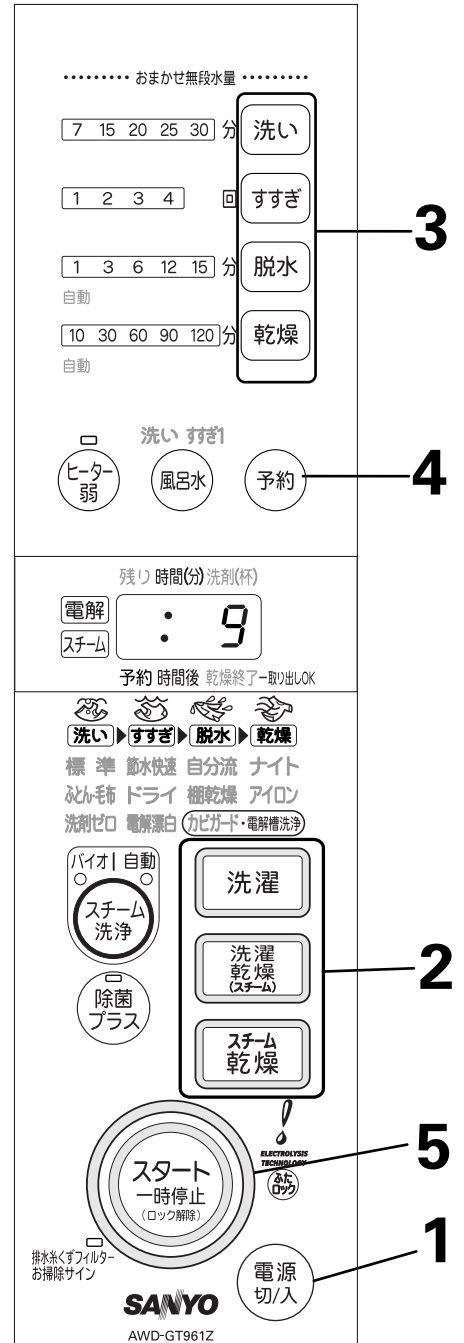 おまかせ無段水量
7 15 20 25 30 分 洗い
1 2 3 4 回 すすぎ
3
1 3 6 12 15 分 脱水
自動
10 30 60 90 120 分 乾燥
自動
洗い すすぎ1
ヒーター
弱
風呂水
予約
4
残り 時間(分) 洗剤(杯)
電解
スチーム
: 9
予約 時間後 乾燥終了ー取り出しOK
洗い すすぎ 脱水 乾燥
標準 節水快速 自分流 ナイト
ふとん・毛布 ドライ 棚乾燥 アイロン
洗剤ゼロ 電解漂白 カビガード・電解槽洗浄
バイオ 自動
スチーム
洗浄
除菌
プラス
洗濯
洗濯
乾燥
(スチーム)
スチーム
乾燥
2
ELECTROLYSIS
TECHNOLOGY
ふた
ロック
スタート
一時停止
(ロック解除)
5
排水糸くずフィルター
お掃除サイン
電源
切/入
1
SANYO
AWD-GT961Z